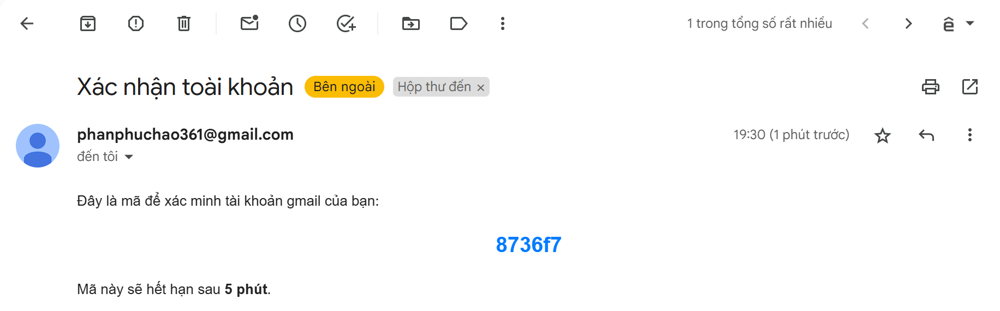 1 trong tổng số rất nhiều
Xác nhận toài khoản Bên ngoài Hộp thư đến ×
phanphuchao361@gmail.com 19:30 (1 phút trước)
đến tôi
Đây là mã để xác minh tài khoản gmail của bạn:
8736f7
Mã này sẽ hết hạn sau 5 phút.